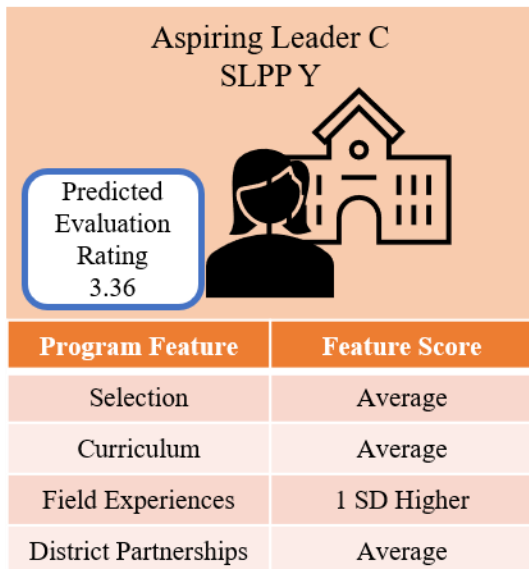 Aspiring Leader C
SLPP Y
Predicted
Evaluation
Rating
3.36
Program Feature Feature Score
Selection Average
Curriculum Average
Field Experiences 1 SD Higher
District Partnerships Average